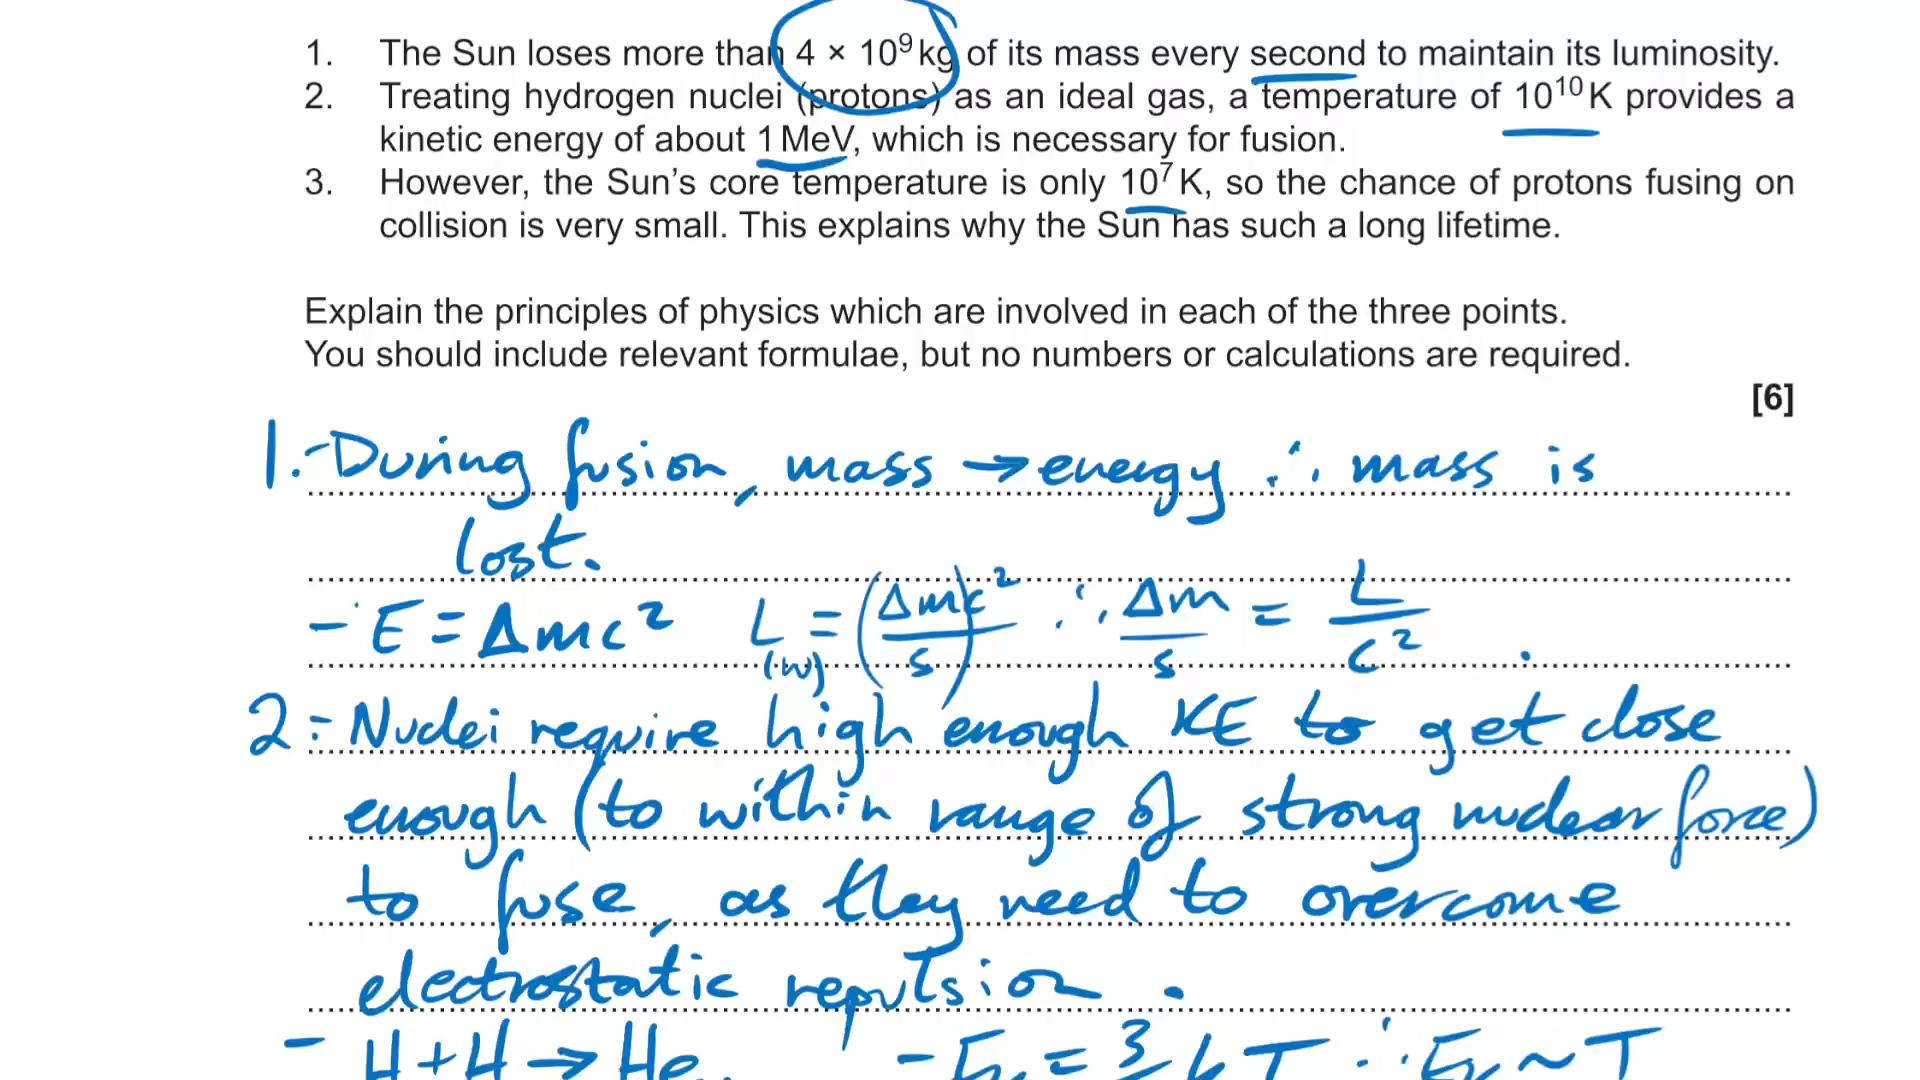 1. The Sun loses more than 4 × 10⁹ kg of its mass every second to maintain its luminosity.
2. Treating hydrogen nuclei (protons) as an ideal gas, a temperature of 10¹⁰ K provides a
kinetic energy of about 1 MeV, which is necessary for fusion.
3. However, the Sun's core temperature is only 10⁷ K, so the chance of protons fusing on
collision is very small. This explains why the Sun has such a long lifetime.
Explain the principles of physics which are involved in each of the three points.
You should include relevant formulae, but no numbers or calculations are required.
[6]
1.- During fusion, mass → energy ∴ mass is
lost.
- E = Δmc² L (W) = (Δm/s)c² ∴ Δm/s = L/c² .
2 - Nuclei require high enough KE to get close
enough (to within range of strong nuclear force)
to fuse, as they need to overcome
electrostatic repulsion.
- H + H → He - Eₖ = 3/ kT ∴ Eₖ ~ T